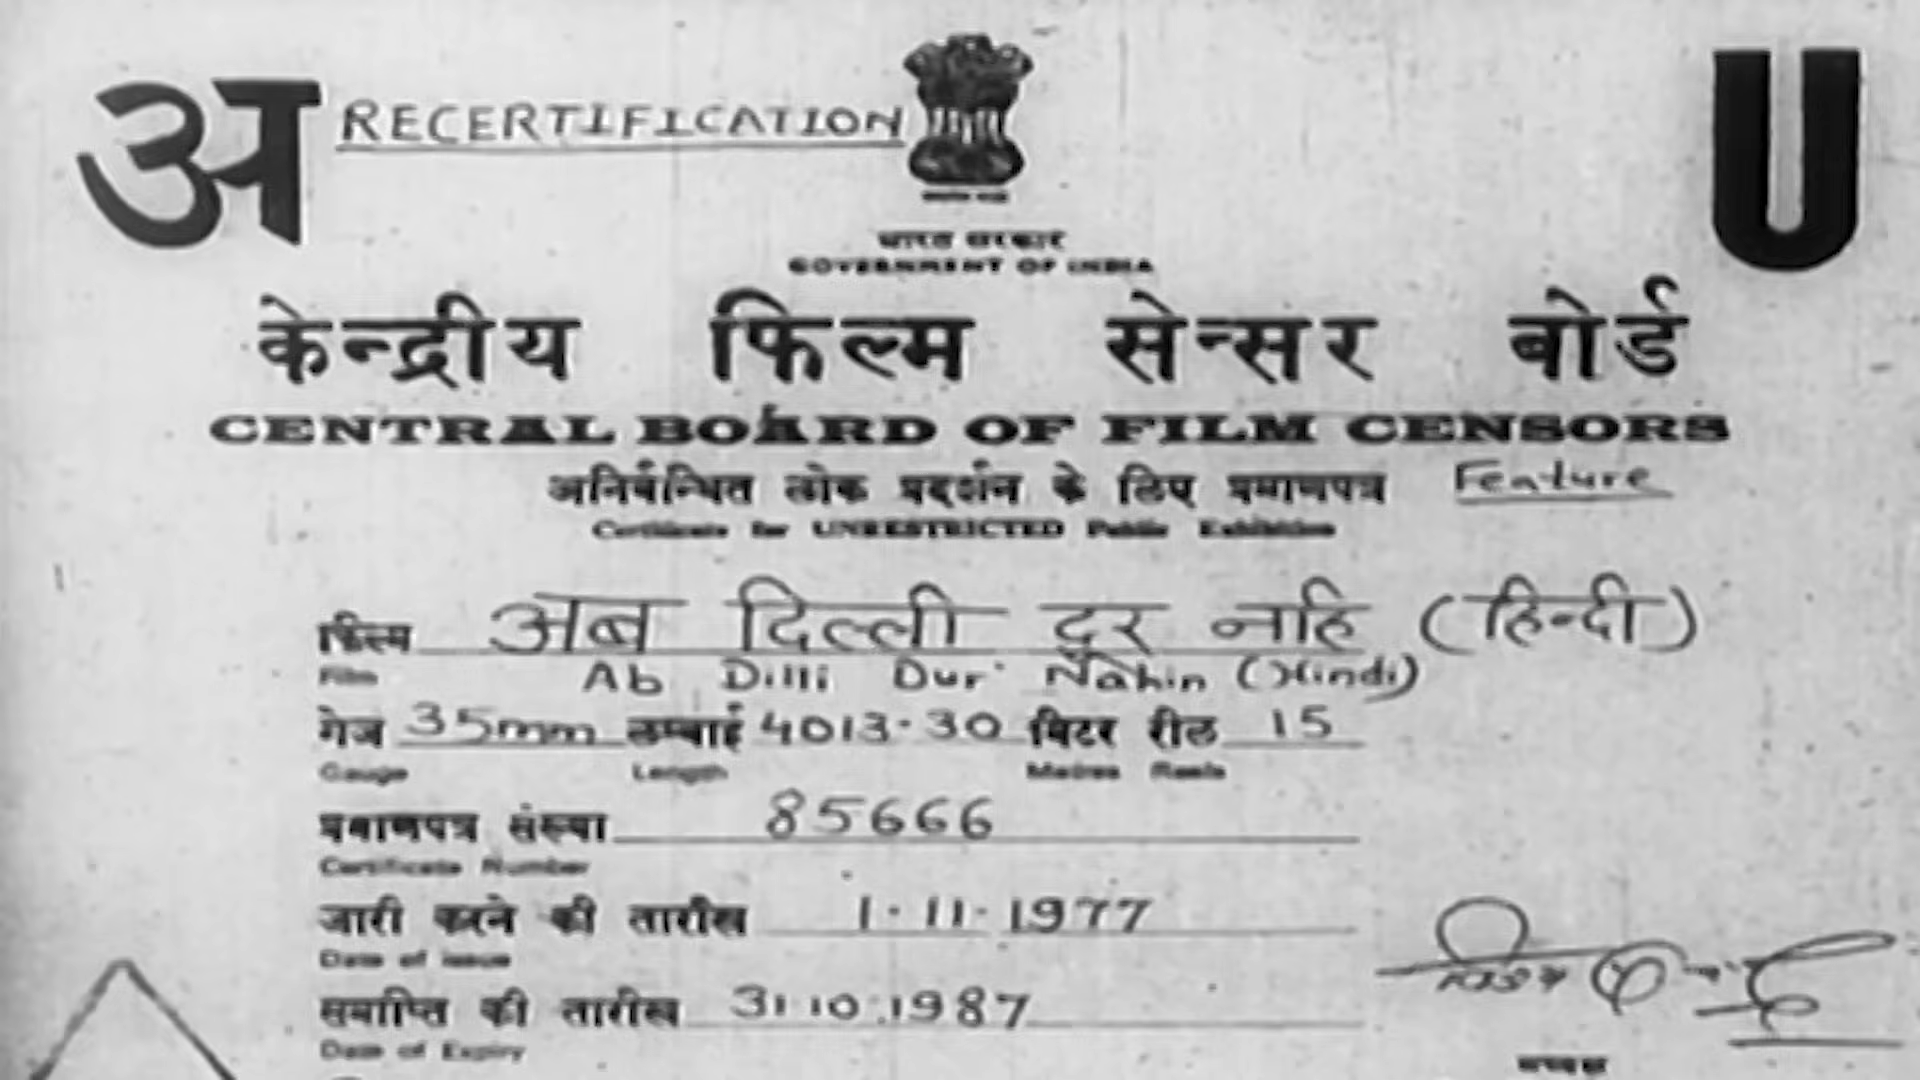 अ RECERTIFICATION U
भारत सरकार
GOVERNMENT OF INDIA
केन्द्रीय फिल्म सेन्सर बोर्ड
CENTRAL BOARD OF FILM CENSORS
अनिर्बन्धित लोक प्रदर्शन के लिए प्रमाणपत्र Feature
Certificate for UNRESTRICTED Public Exhibition
फिल्म अब दिल्ली दुर नहि (हिन्दी)
Film Ab Dilli Dur Nahin (Hindi)
गेज 35mm लम्बाई 4013-30 मिटर रील 15
Gauge Length Metres Reels
प्रमाणपत्र संख्या 85666
Certificate Number
जारी करने की तारीख 1-11-1977
Date of issue
समाप्ति की तारीख 31 10.1987
Date of Expiry
अध्यक्ष